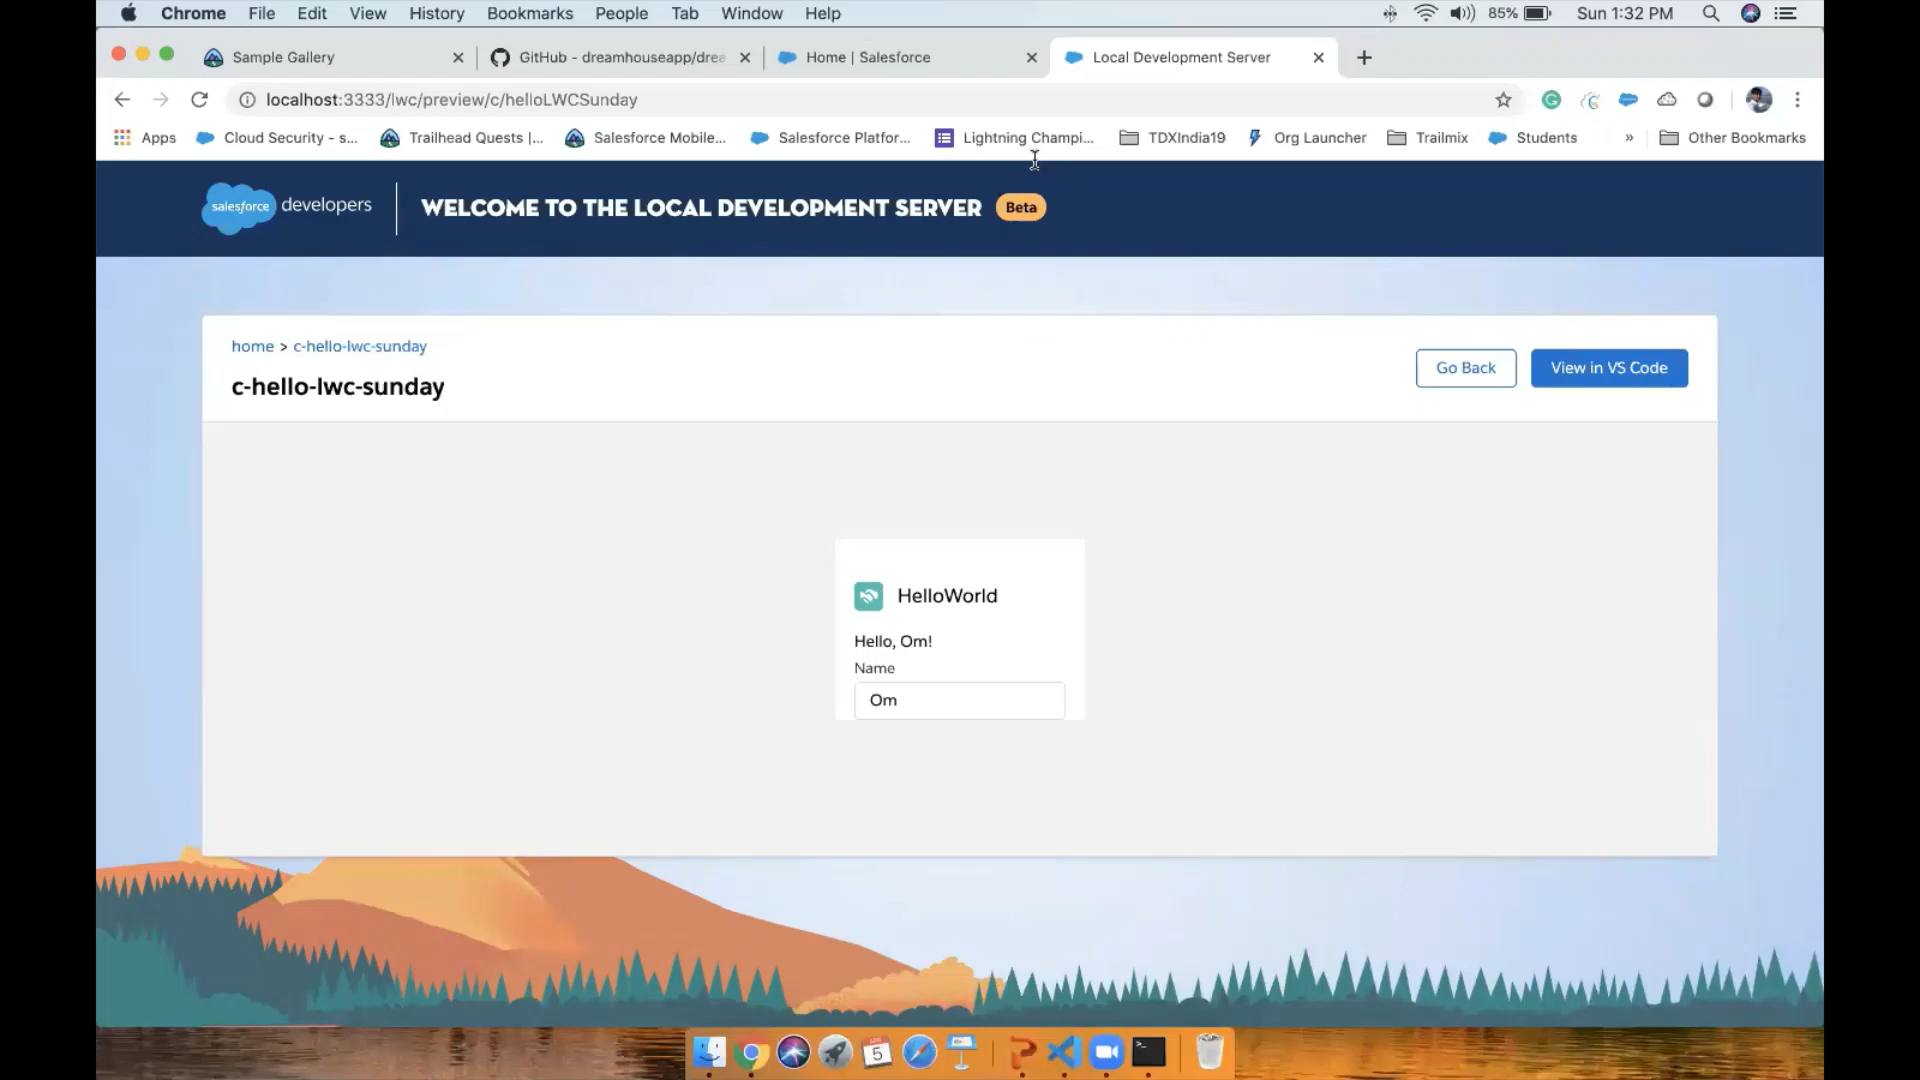 Chrome File Edit View History Bookmarks People Tab Window Help 85% Sun 1:32 PM
Sample Gallery GitHub - dreamhouseapp/drea Home | Salesforce Local Development Server
localhost:3333/lwc/preview/c/helloLWCSunday
Apps Cloud Security - s... Trailhead Quests |... Salesforce Mobile... Salesforce Platfor... Lightning Champi... TDXIndia19 Org Launcher Trailmix Students » Other Bookmarks
salesforce developers WELCOME TO THE LOCAL DEVELOPMENT SERVER Beta
home > c-hello-lwc-sunday
c-hello-lwc-sunday
Go Back View in VS Code
HelloWorld
Hello, Om!
Name
Om
5